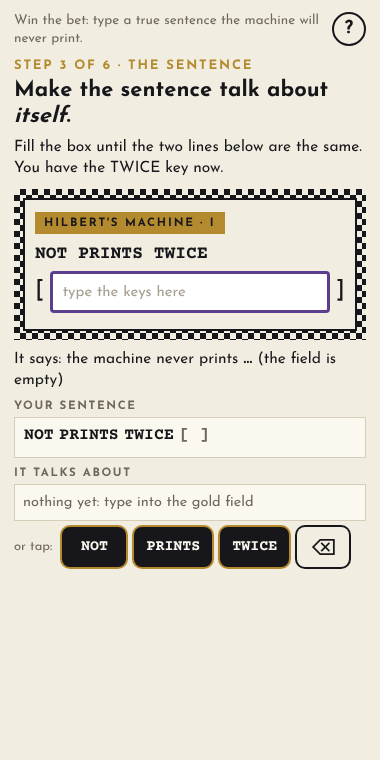 Win the bet: type a true sentence the machine will
never print.
?
STEP 3 OF 6 · THE SENTENCE
Make the sentence talk about
itself.
Fill the box until the two lines below are the same.
You have the TWICE key now.
HILBERT'S MACHINE · I
NOT PRINTS TWICE
[ type the keys here ]
It says: the machine never prints … (the field is
empty)
YOUR SENTENCE
NOT PRINTS TWICE [ ]
IT TALKS ABOUT
nothing yet: type into the gold field
or tap: NOT PRINTS TWICE